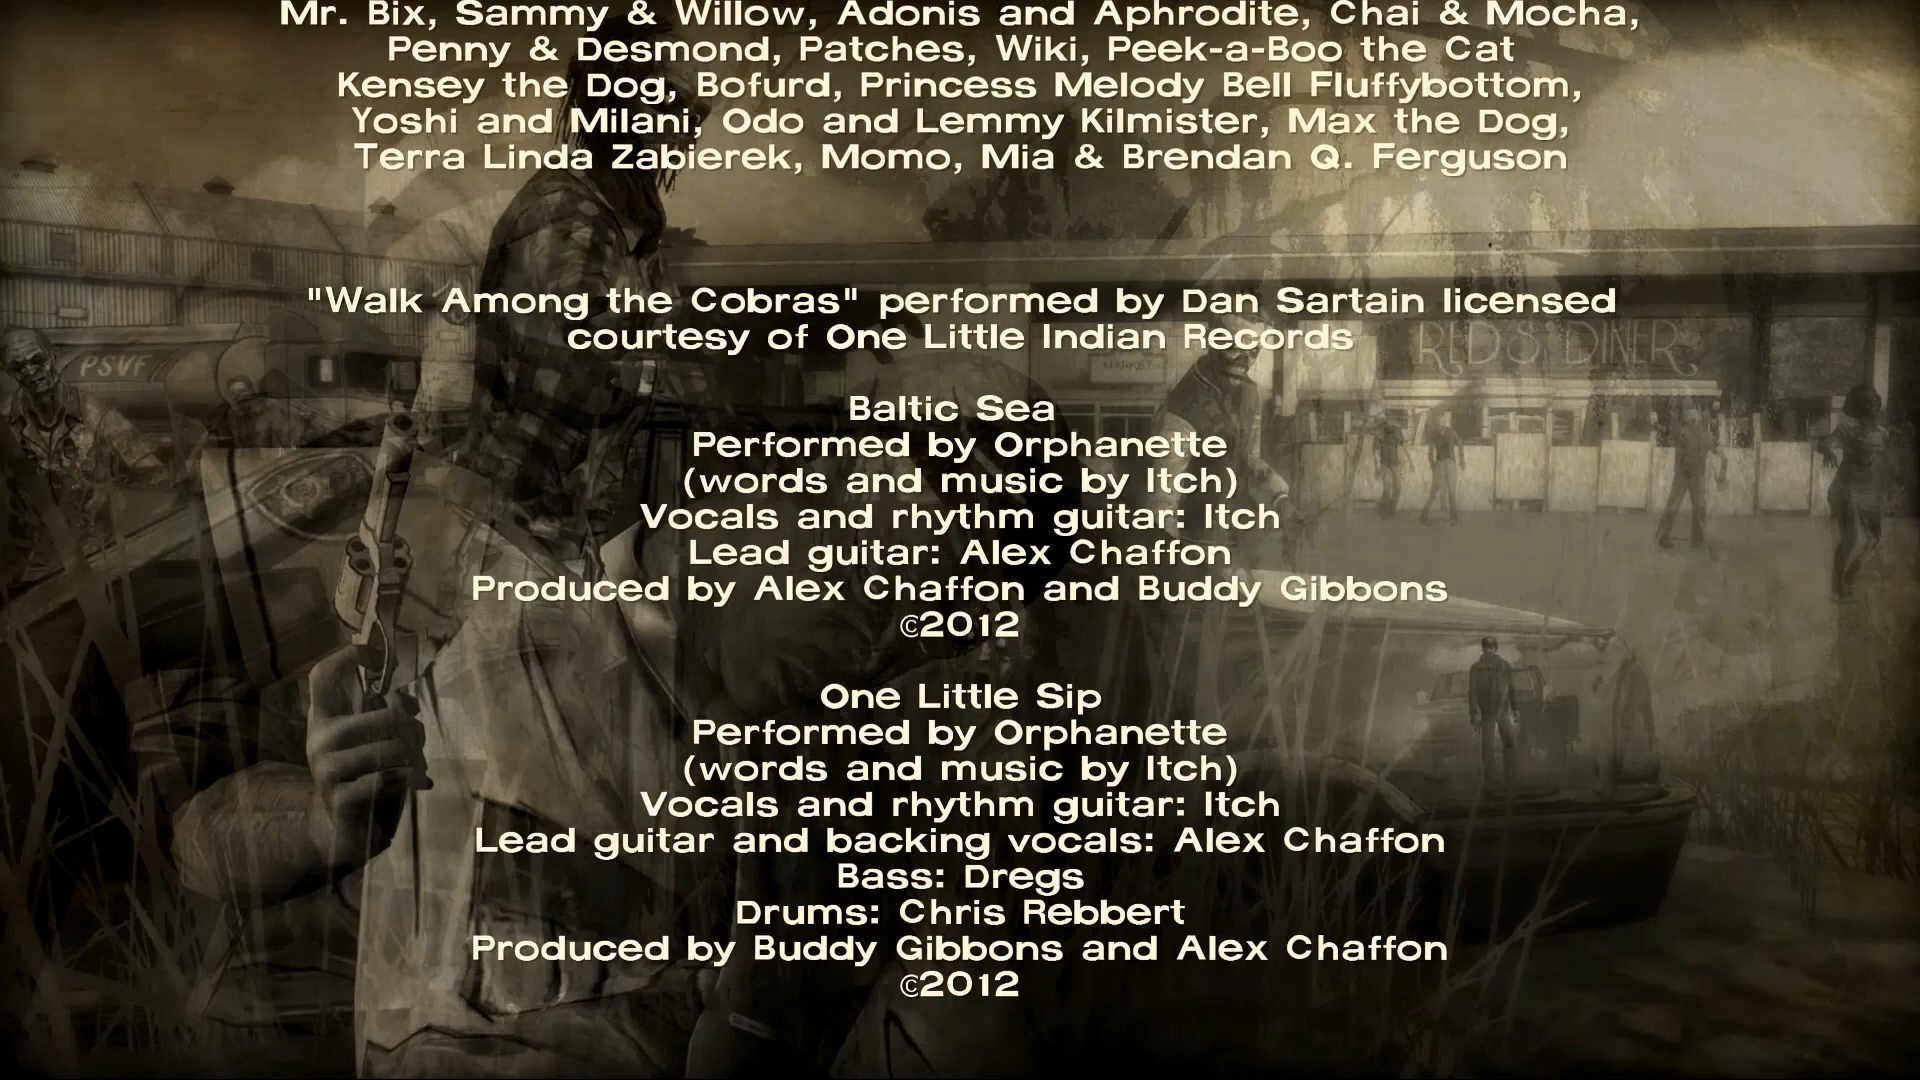 Mr. Bix, Sammy & Willow, Adonis and Aphrodite, Chai & Mocha,
Penny & Desmond, Patches, Wiki, Peek-a-Boo the Cat
Kensey the Dog, Bofurd, Princess Melody Bell Fluffybottom,
Yoshi and Milani, Odo and Lemmy Kilmister, Max the Dog,
Terra Linda Zabierek, Momo, Mia & Brendan Q. Ferguson
"Walk Among the Cobras" performed by Dan Sartain licensed
courtesy of One Little Indian Records
RED'S DINER
PSVF
MARKET
Baltic Sea
Performed by Orphanette
(words and music by Itch)
Vocals and rhythm guitar: Itch
Lead guitar: Alex Chaffon
Produced by Alex Chaffon and Buddy Gibbons
©2012
One Little Sip
Performed by Orphanette
(words and music by Itch)
Vocals and rhythm guitar: Itch
Lead guitar and backing vocals: Alex Chaffon
Bass: Dregs
Drums: Chris Rebbert
Produced by Buddy Gibbons and Alex Chaffon
©2012